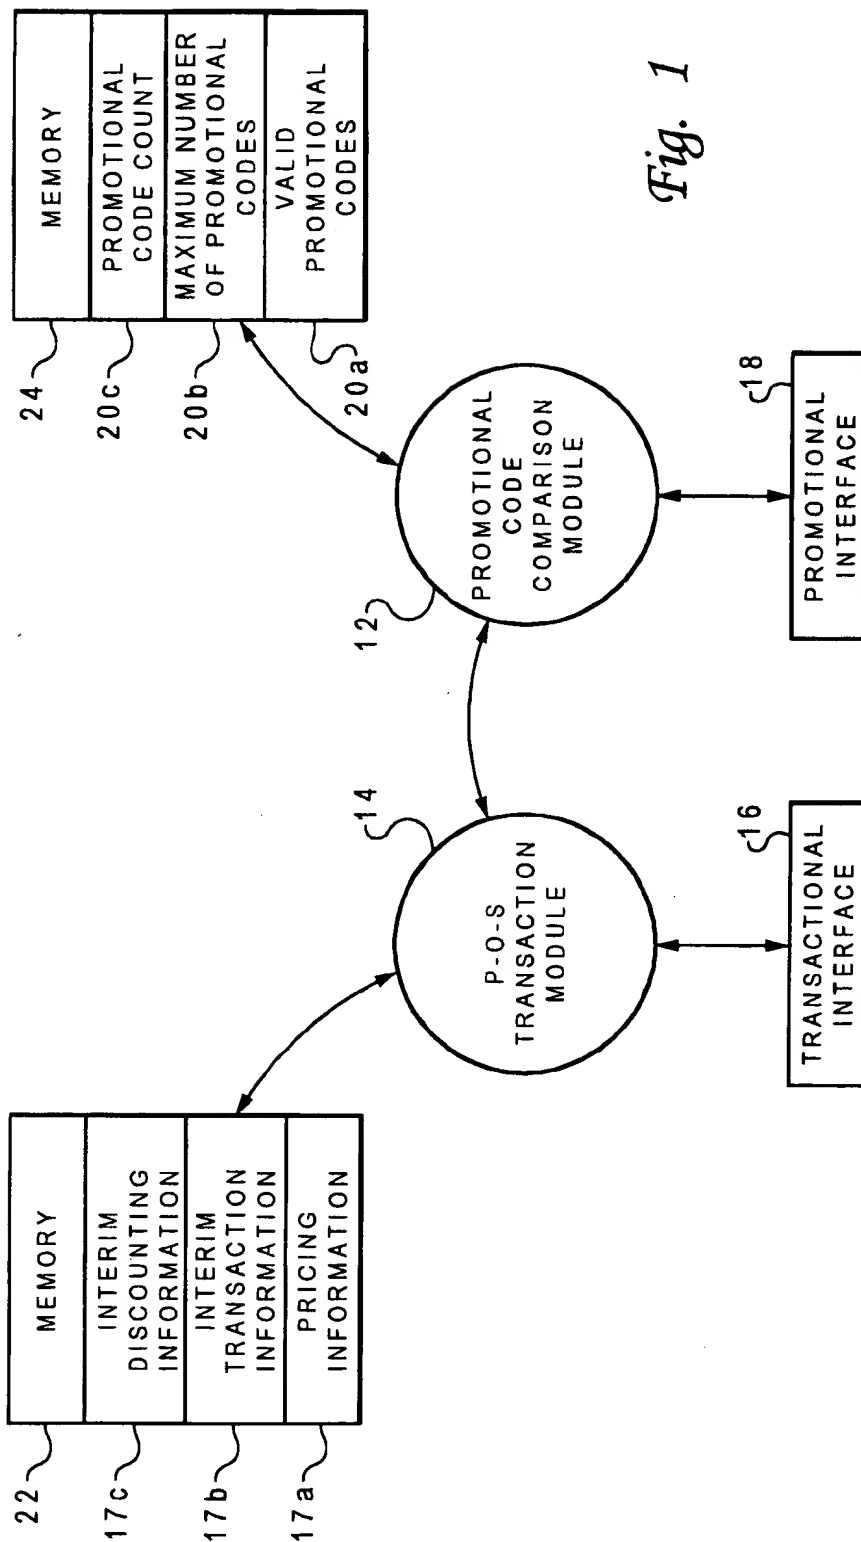 22
MEMORY
17c
INTERIM
DISCOUNTING
INFORMATION
17b
INTERIM
TRANSACTION
INFORMATION
17a
PRICING
INFORMATION
24
MEMORY
20c
PROMOTIONAL
CODE COUNT
20b
MAXIMUM NUMBER
OF PROMOTIONAL
CODES
20a
VALID
PROMOTIONAL
CODES
14
P-O-S
TRANSACTION
MODULE
12
PROMOTIONAL
CODE
COMPARISON
MODULE
16
TRANSACTIONAL
INTERFACE
18
PROMOTIONAL
INTERFACE
Fig. 1